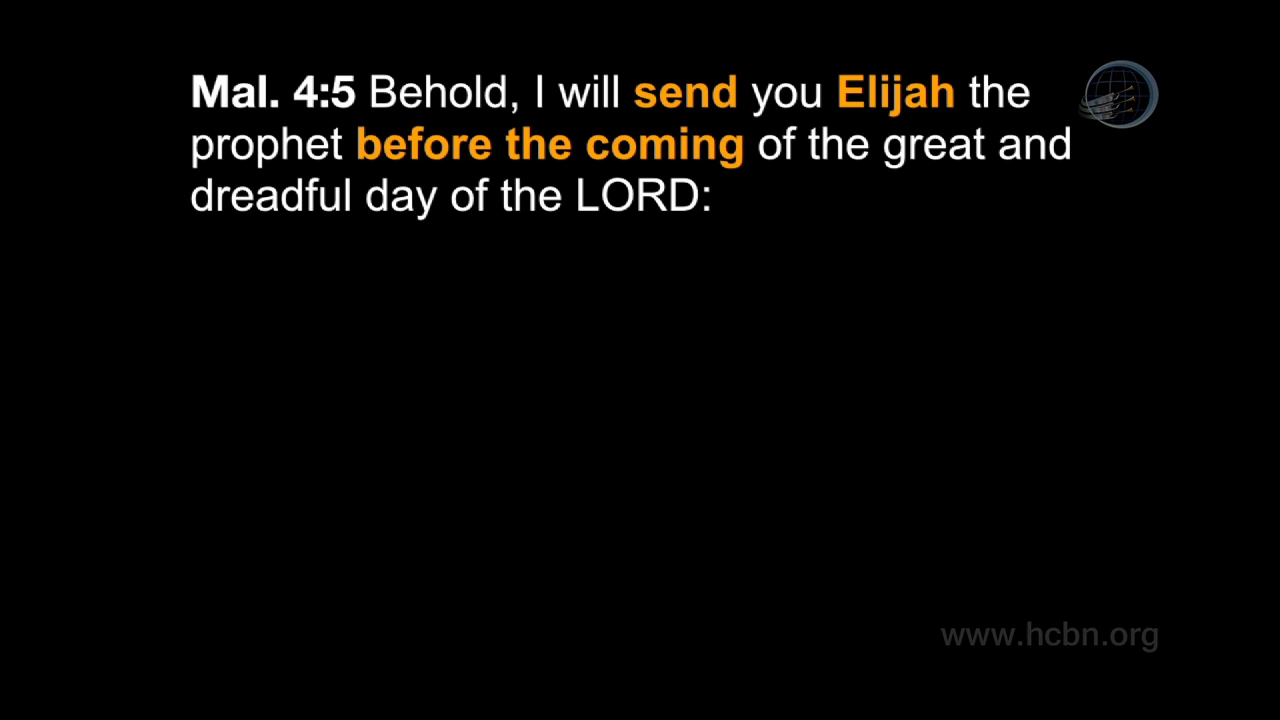 Mal. 4:5 Behold, I will send you Elijah the
prophet before the coming of the great and
dreadful day of the LORD:
www.hcbn.org